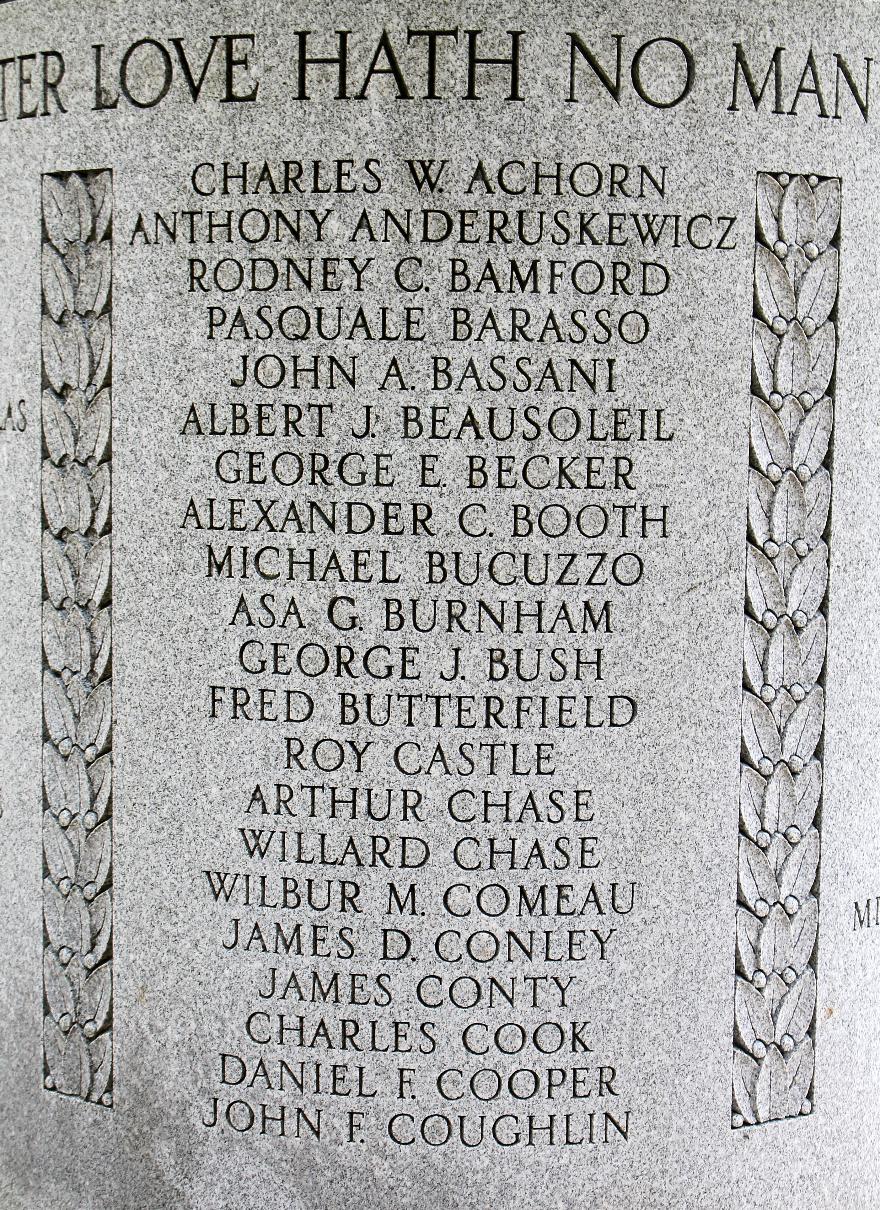 TER LOVE HATH NO MAN
CHARLES W. ACHORN
ANTHONY ANDERUSKEWICZ
RODNEY C. BAMFORD
PASQUALE BARASSO
JOHN A. BASSANI
ALBERT J. BEAUSOLEIL
GEORGE E. BECKER
ALEXANDER C. BOOTH
MICHAEL BUCUZZO
ASA G. BURNHAM
GEORGE J. BUSH
FRED BUTTERFIELD
ROY CASTLE
ARTHUR CHASE
WILLARD CHASE
WILBUR M. COMEAU
JAMES D. CONLEY
JAMES CONTY
CHARLES COOK
DANIEL F. COOPER
JOHN F. COUGHLIN